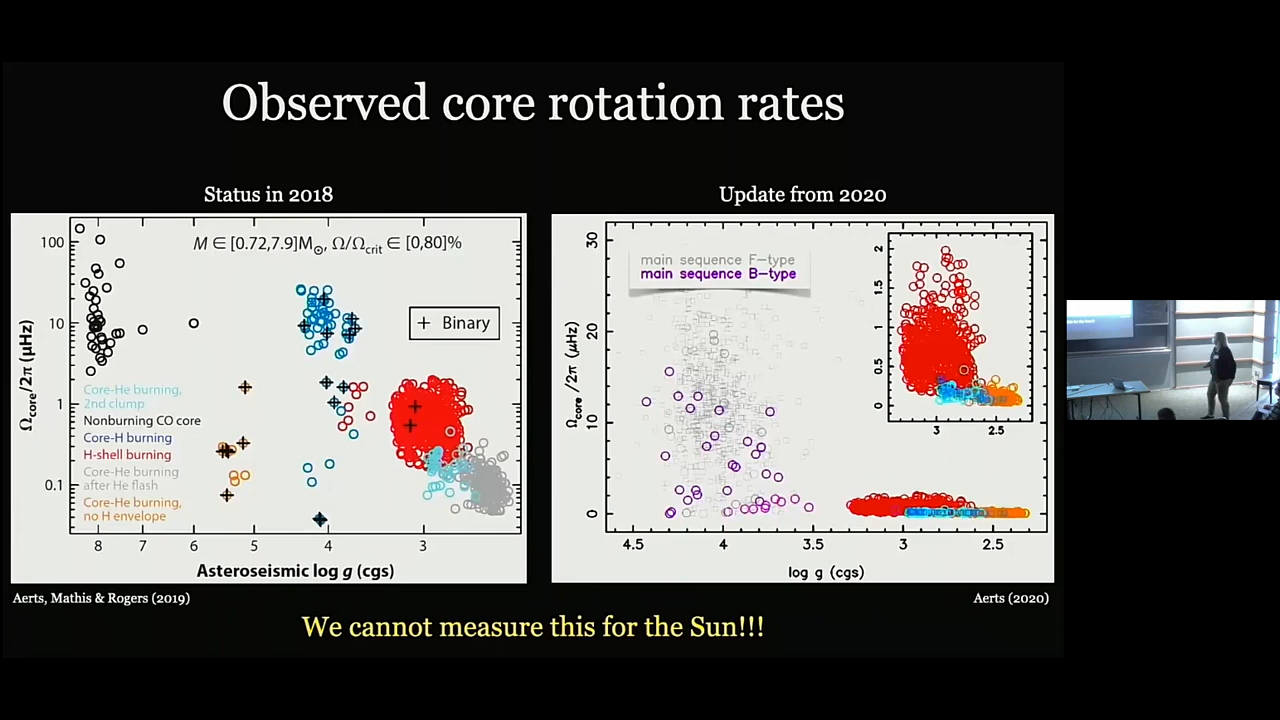 Observed core rotation rates
Status in 2018
Update from 2020
100
10
1
0.1
Ωcore/2π (μHz)
M ∈ [0.72,7.9]M⊙, Ω/Ωcrit ∈ [0,80]%
+ Binary
Core-He burning,
2nd clump
Nonburning CO core
Core-H burning
H-shell burning
Core-He burning
after He flash
Core-He burning,
no H envelope
8 7 6 5 4 3
Asteroseismic log g (cgs)
30
20
10
0
Ωcore/2π (μHz)
main sequence F-type
main sequence B-type
2
1.5
1
0.5
0
3 2.5
4.5 4 3.5 3 2.5
log g (cgs)
Aerts, Mathis & Rogers (2019)
Aerts (2020)
We cannot measure this for the Sun!!!